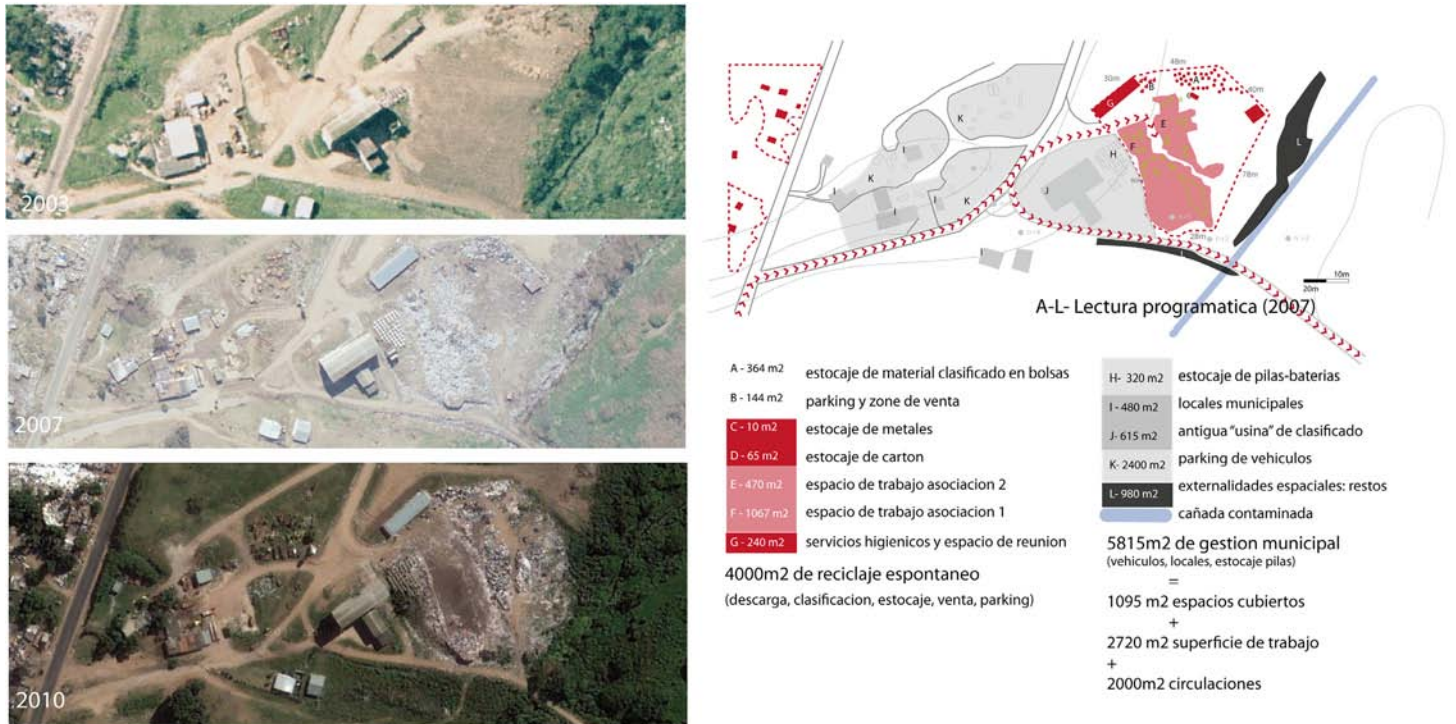 2003
2007
2010
48m
30m
40m
78m
28m
A
B
G
E
F
H
K
I
K
I
J
I
I
K
L
I
10m
20m
A-L- Lectura programatica (2007)
A - 364 m2 estocaje de material clasificado en bolsas
B - 144 m2 parking y zone de venta
C - 10 m2 estocaje de metales
D - 65 m2 estocaje de carton
E - 470 m2 espacio de trabajo asociacion 2
F - 1067 m2 espacio de trabajo asociacion 1
G - 240 m2 servicios higienicos y espacio de reunion
4000m2 de reciclaje espontaneo
(descarga, clasificacion, estocaje, venta, parking)
H- 320 m2 estocaje de pilas-baterias
I - 480 m2 locales municipales
J- 615 m2 antigua "usina" de clasificado
K- 2400 m2 parking de vehiculos
L- 980 m2 externalidades espaciales: restos
cañada contaminada
5815m2 de gestion municipal
(vehiculos, locales, estocaje pilas)
=
1095 m2 espacios cubiertos
+
2720 m2 superficie de trabajo
+
2000m2 circulaciones